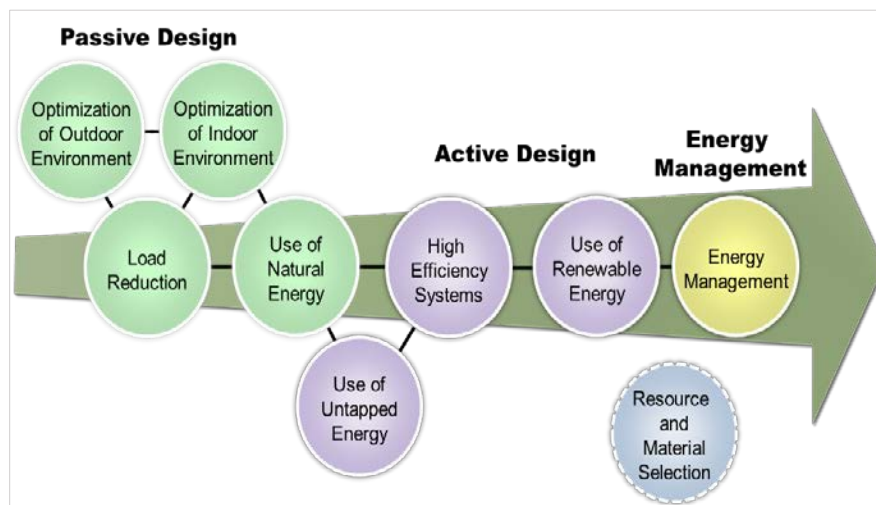 Passive Design
Optimization
of Outdoor
Environment
Optimization
of Indoor
Environment
Load
Reduction
Use of
Natural
Energy
Active Design
High
Efficiency
Systems
Use of
Renewable
Energy
Use of
Untapped
Energy
Energy
Management
Energy
Management
Resource
and
Material
Selection